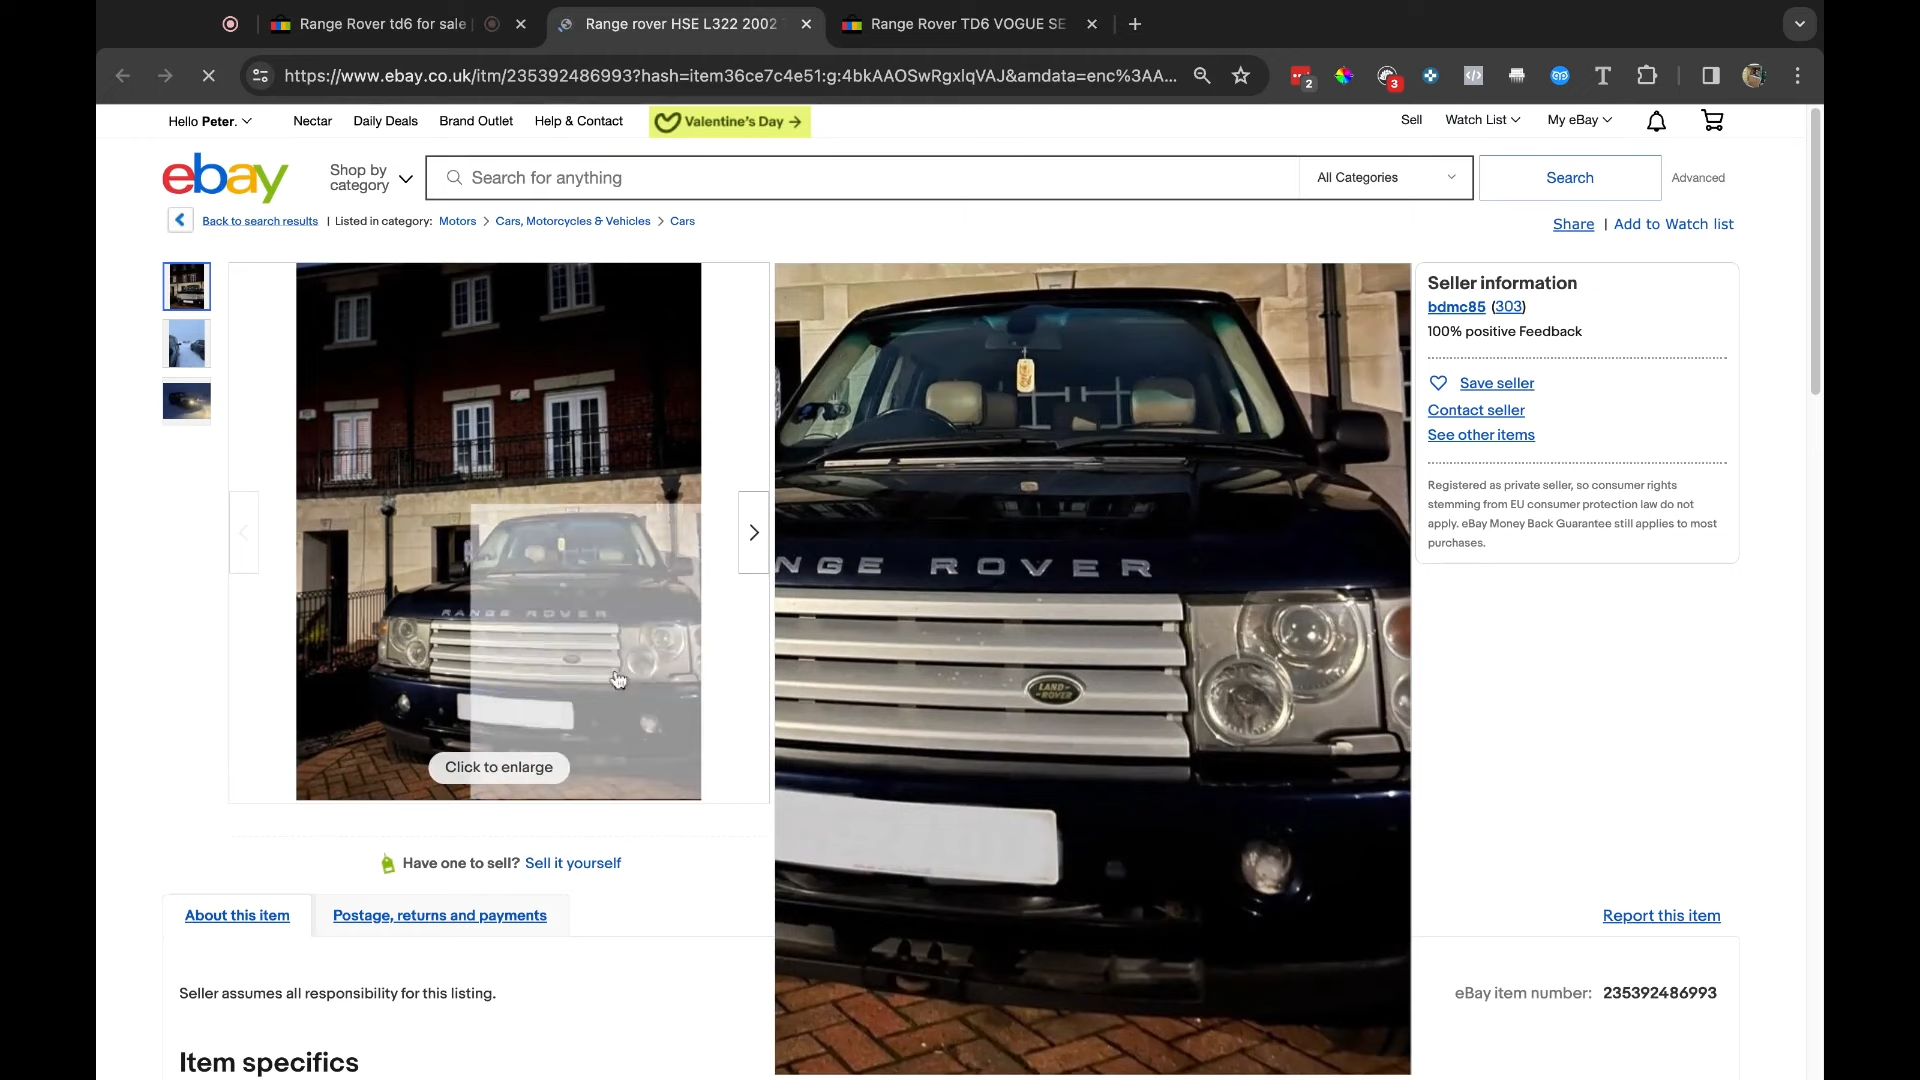 Range Rover td6 for sale
Range rover HSE L322 2002
Range Rover TD6 VOGUE SE
https://www.ebay.co.uk/itm/235392486993?hash=item36ce7c4e51:g:4bkAAOSwRgxlqVAJ&amdata=enc%3AA...
2
3
T
Hello Peter.
Nectar
Daily Deals
Brand Outlet
Help & Contact
Valentine's Day →
Sell
Watch List
My eBay
ebay
Shop by
category
Search for anything
All Categories
Search
Advanced
Back to search results | Listed in category: Motors > Cars, Motorcycles & Vehicles > Cars
Share | Add to Watch list
RANGE ROVER
Click to enlarge
NGE ROVER
LAND-
ROVER
Seller information
bdmc85 (303)
100% positive Feedback
Save seller
Contact seller
See other items
Registered as private seller, so consumer rights
stemming from EU consumer protection law do not
apply. eBay Money Back Guarantee still applies to most
purchases.
Have one to sell? Sell it yourself
About this item
Postage, returns and payments
Report this item
Seller assumes all responsibility for this listing.
eBay item number: 235392486993
Item specifics